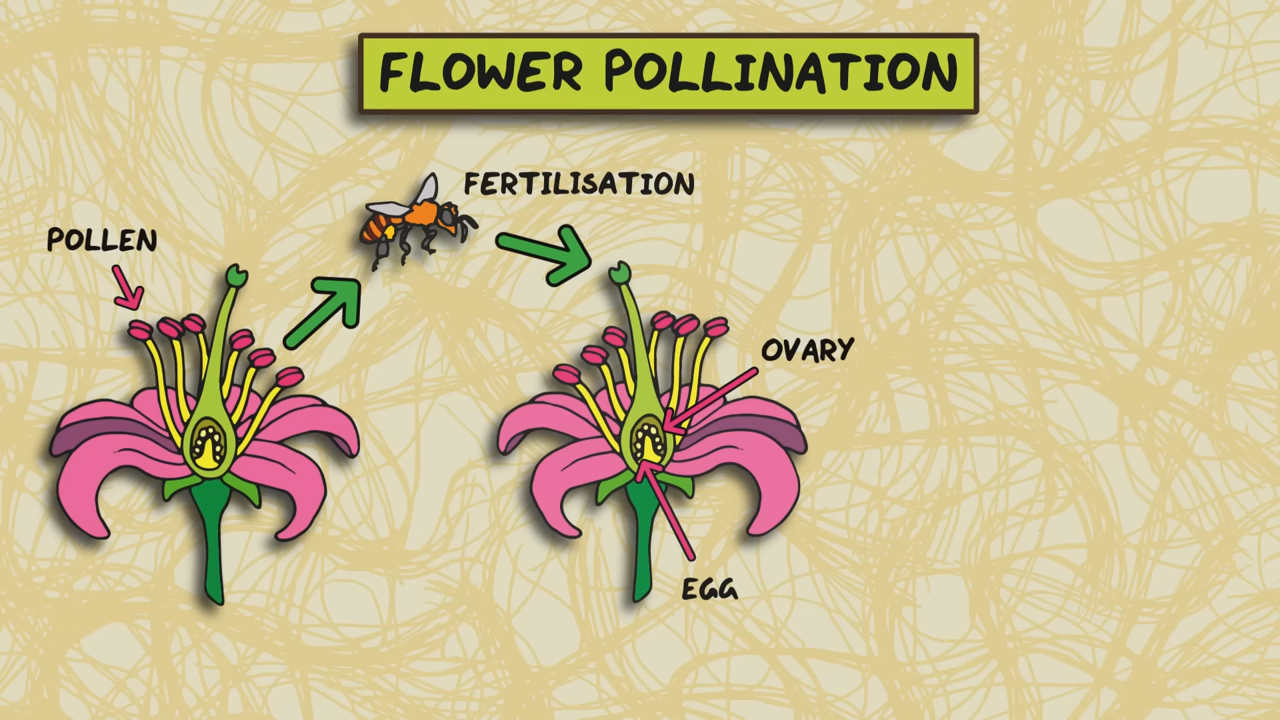 FLOWER POLLINATION
FERTILISATION
POLLEN
OVARY
EGG